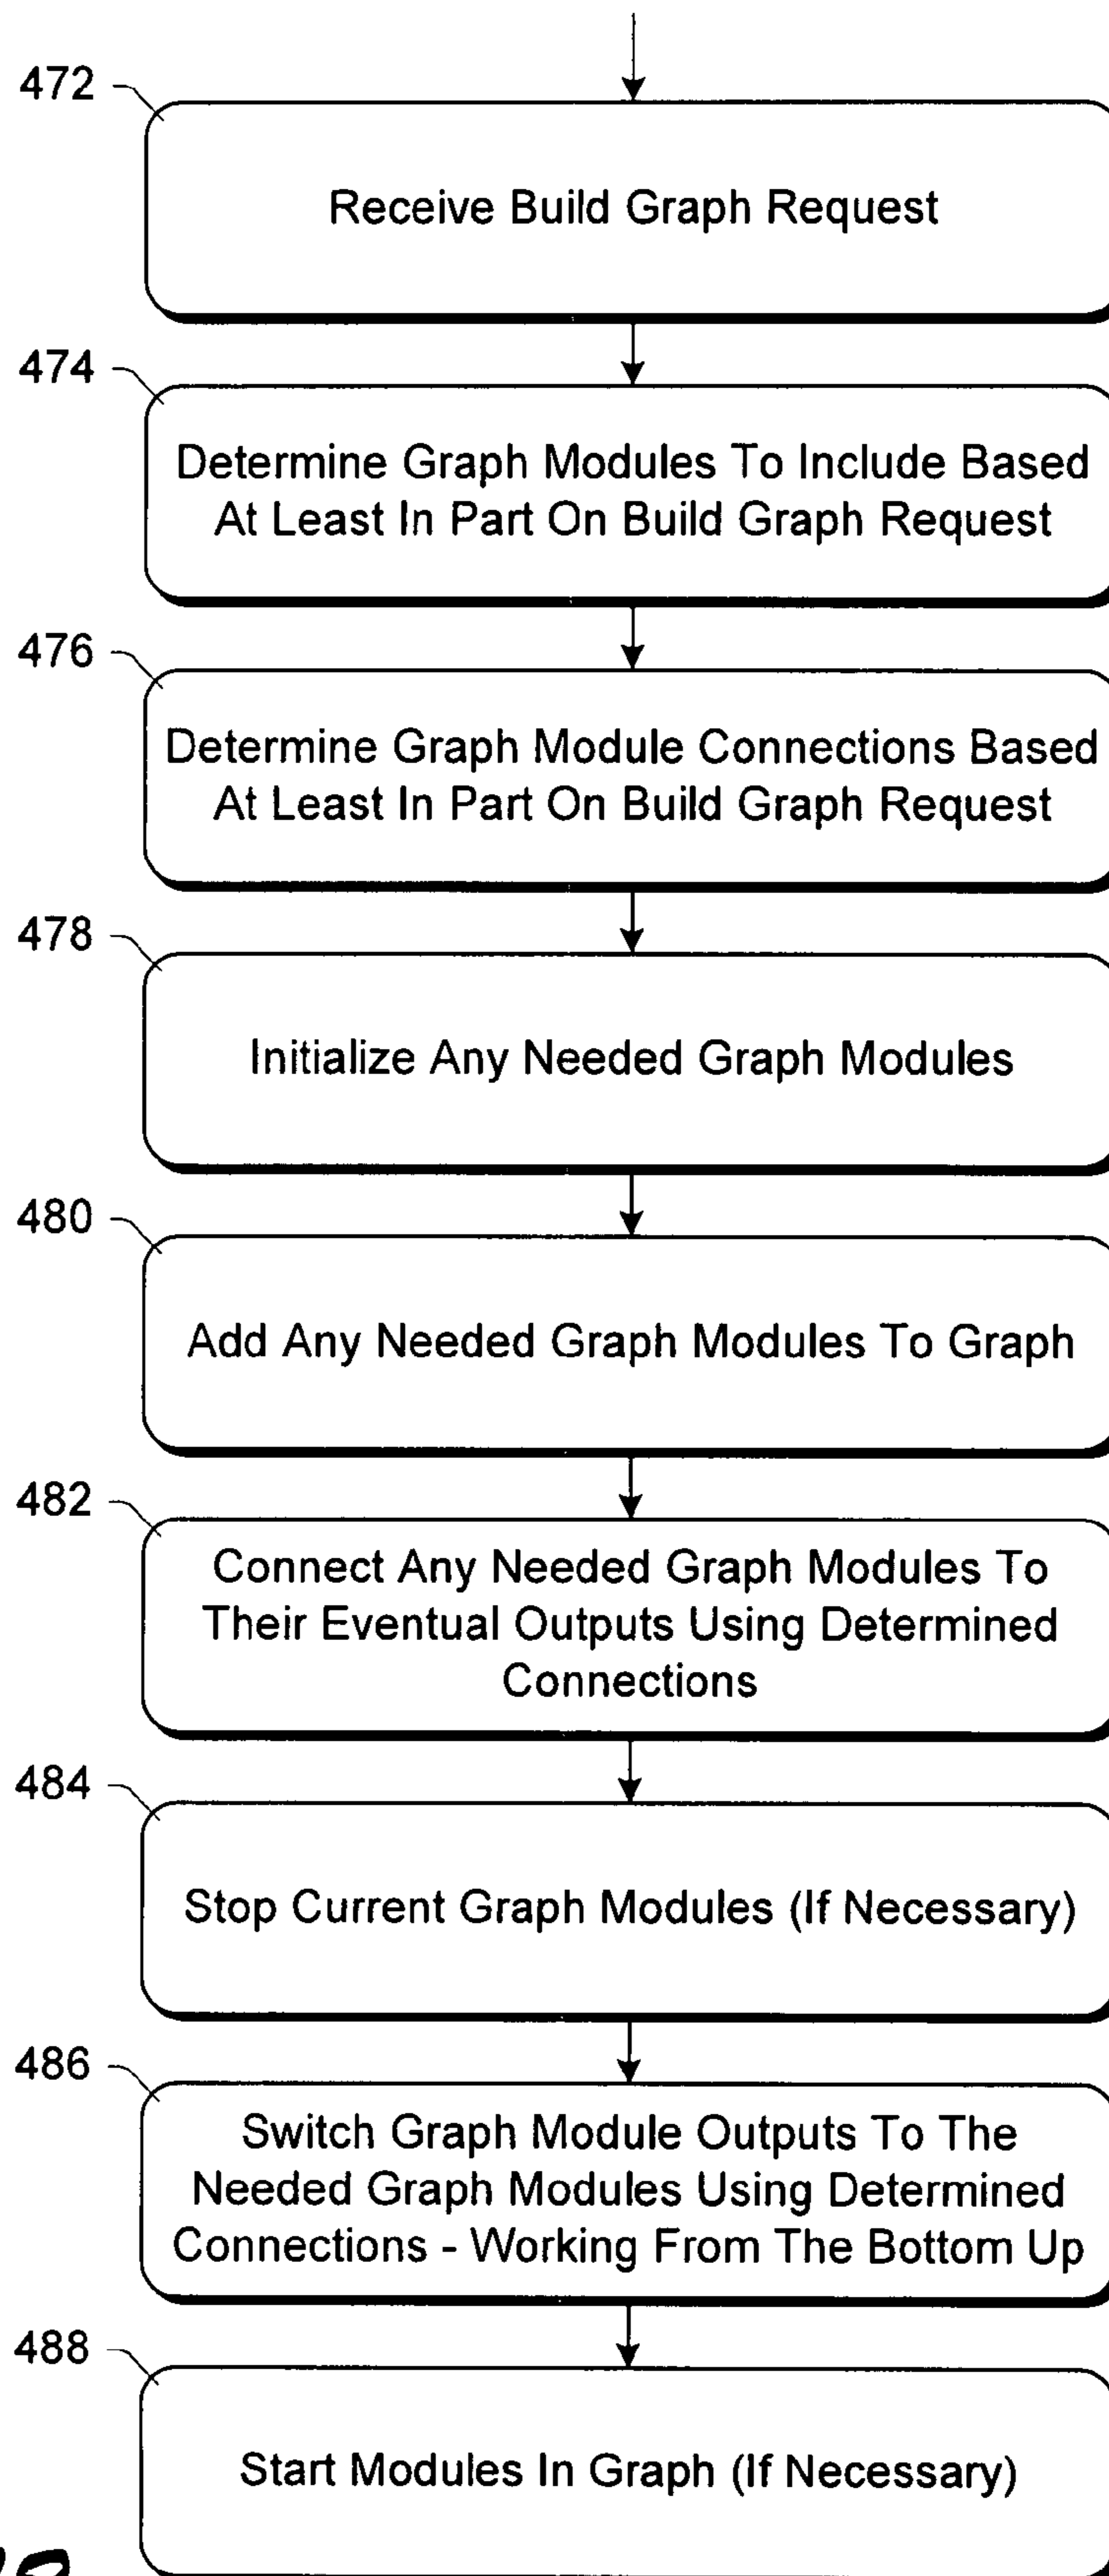 472
Receive Build Graph Request
474
Determine Graph Modules To Include Based
At Least In Part On Build Graph Request
476
Determine Graph Module Connections Based
At Least In Part On Build Graph Request
478
Initialize Any Needed Graph Modules
480
Add Any Needed Graph Modules To Graph
482
Connect Any Needed Graph Modules To
Their Eventual Outputs Using Determined
Connections
484
Stop Current Graph Modules (If Necessary)
486
Switch Graph Module Outputs To The
Needed Graph Modules Using Determined
Connections - Working From The Bottom Up
488
Start Modules In Graph (If Necessary)